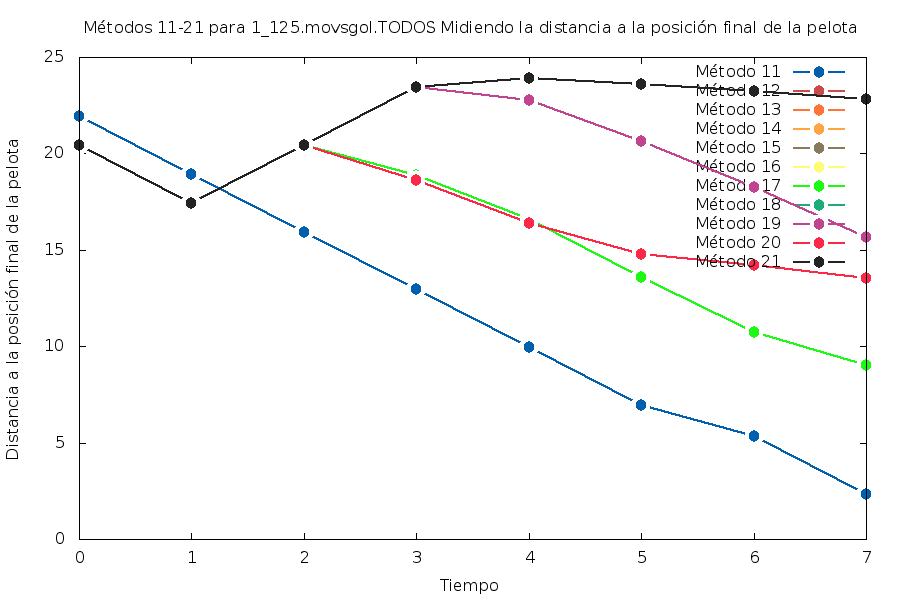 Métodos 11-21 para 1_125.movsgol.TODOS Midiendo la distancia a la posición final de la pelota
Distancia a la posición final de la pelota
25
20
15
10
5
0
Método 11
Método 12
Método 13
Método 14
Método 15
Método 16
Método 17
Método 18
Método 19
Método 20
Método 21
0 1 2 3 4 5 6 7
Tiempo